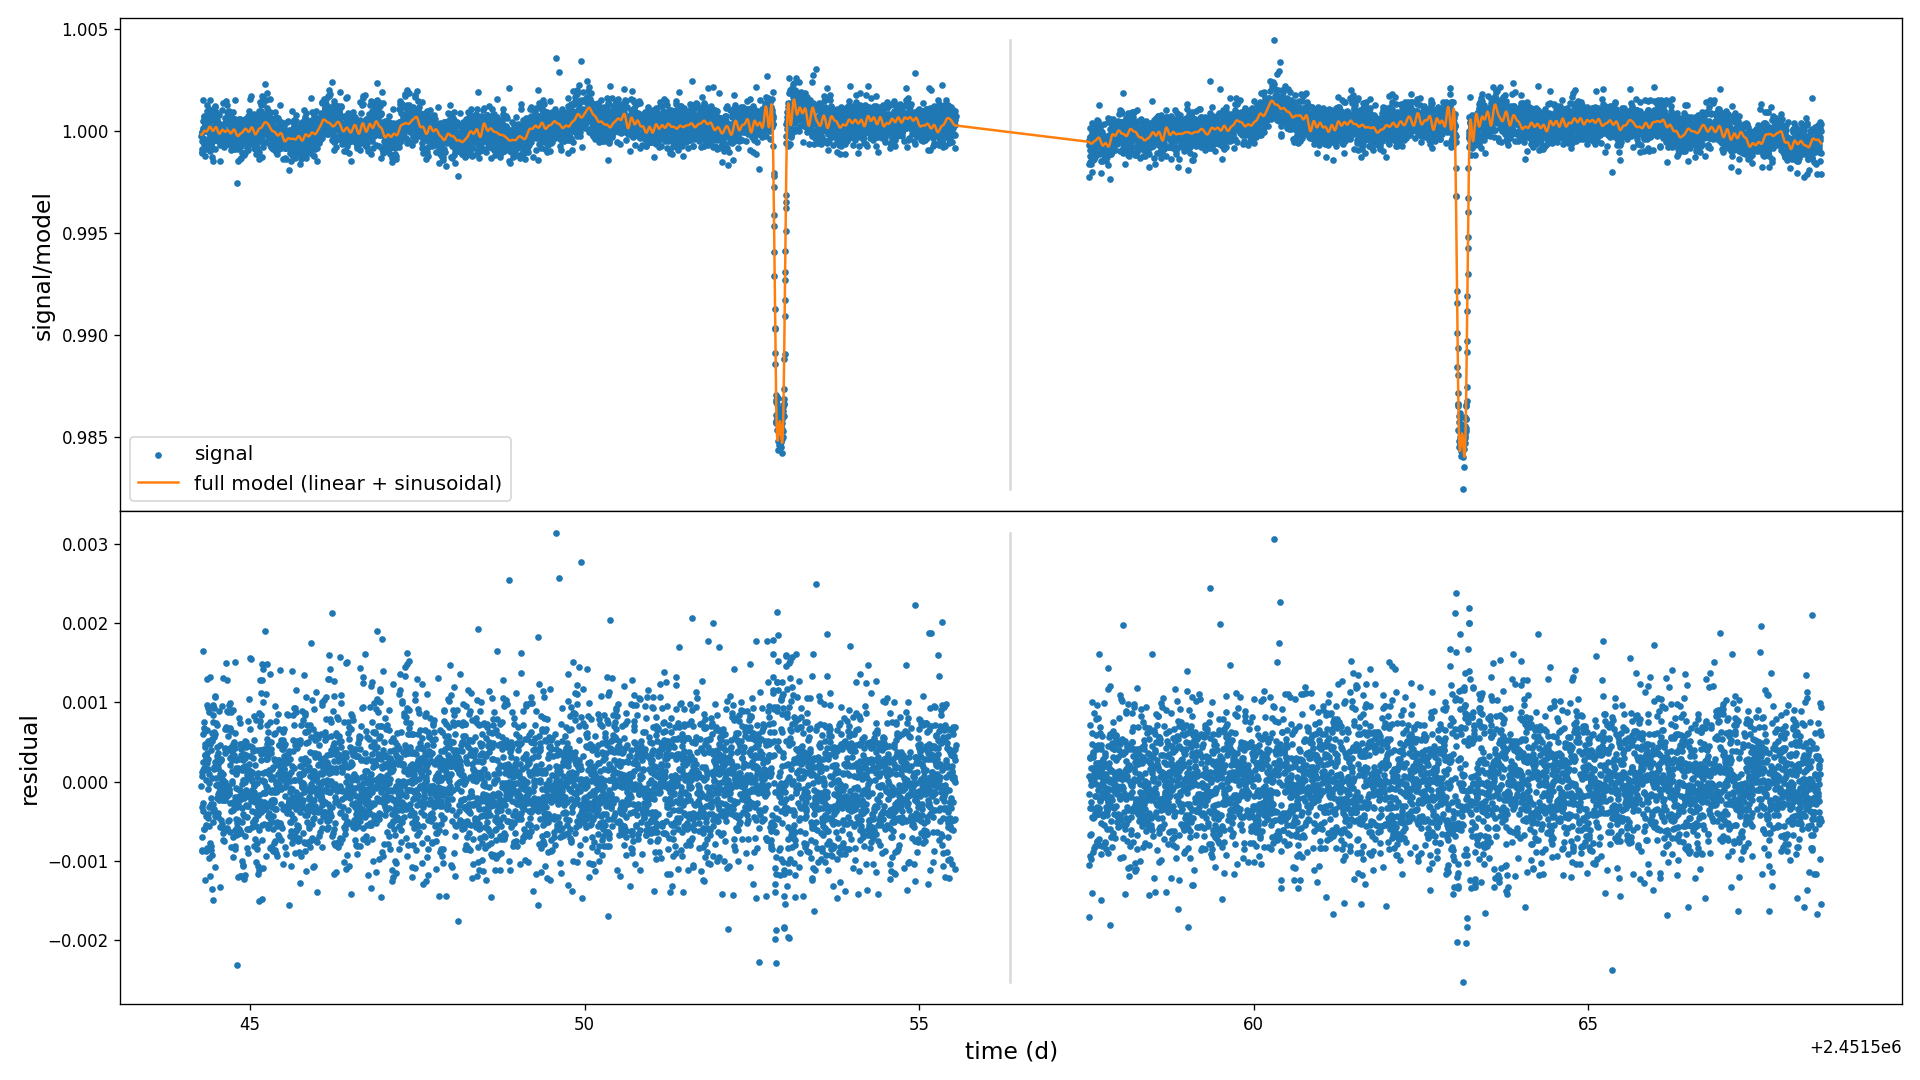 1.005
1.000
0.995
0.990
0.985
signal/model
signal
full model (linear + sinusoidal)
0.003
0.002
0.001
0.000
−0.001
−0.002
residual
45
50
55
60
65
time (d)
+2.4515e6